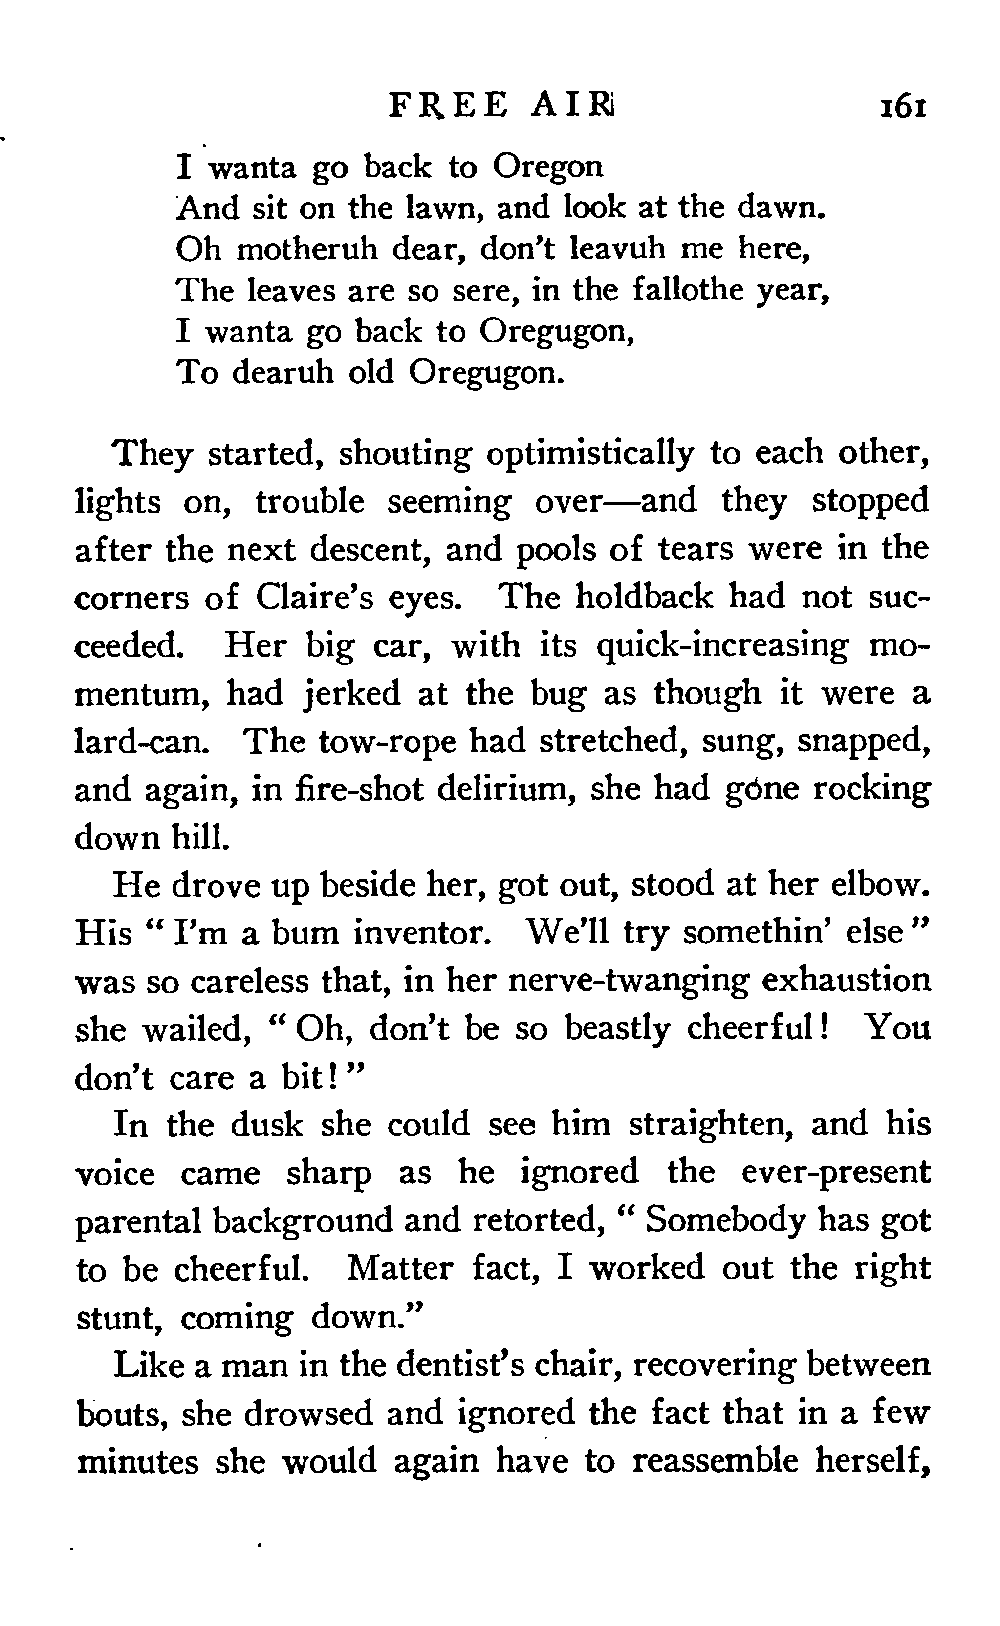 FREE AIR 161
I wanta go back to Oregon
And sit on the lawn, and look at the dawn.
Oh motheruh dear, don't leavuh me here,
The leaves are so sere, in the fallothe year,
I wanta go back to Oregugon,
To dearuh old Oregugon.
They started, shouting optimistically to each other,
lights on, trouble seeming over—and they stopped
after the next descent, and pools of tears were in the
corners of Claire's eyes. The holdback had not suc-
ceeded. Her big car, with its quick-increasing mo-
mentum, had jerked at the bug as though it were a
lard-can. The tow-rope had stretched, sung, snapped,
and again, in fire-shot delirium, she had gone rocking
down hill.
He drove up beside her, got out, stood at her elbow.
His "I'm a bum inventor. We'll try somethin' else"
was so careless that, in her nerve-twanging exhaustion
she wailed, "Oh, don't be so beastly cheerful! You
don't care a bit!"
In the dusk she could see him straighten, and his
voice came sharp as he ignored the ever-present
parental background and retorted, "Somebody has got
to be cheerful. Matter fact, I worked out the right
stunt, coming down."
Like a man in the dentist's chair, recovering between
bouts, she drowsed and ignored the fact that in a few
minutes she would again have to reassemble herself,